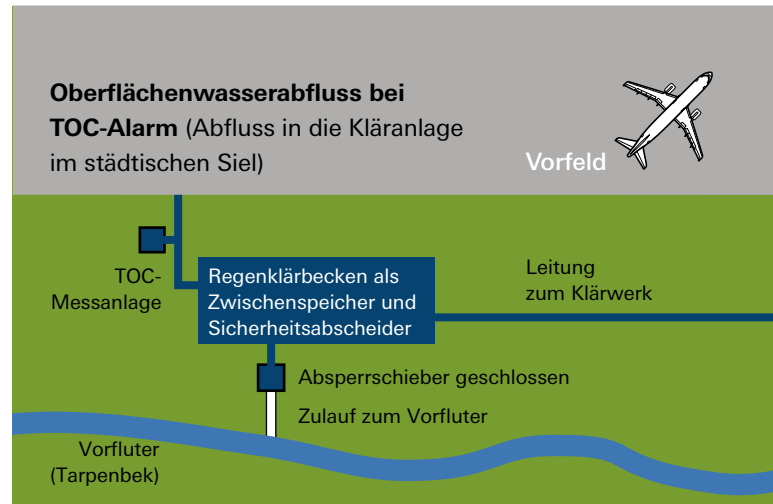 Oberflächenwasserabfluss bei
TOC-Alarm (Abfluss in die Kläranlage
im städtischen Siel)
Vorfeld
TOC-
Messanlage
Regenklärbecken als
Zwischenspeicher und
Sicherheitsabscheider
Leitung
zum Klärwerk
Absperrschieber geschlossen
Zulauf zum Vorfluter
Vorfluter
(Tarpenbek)